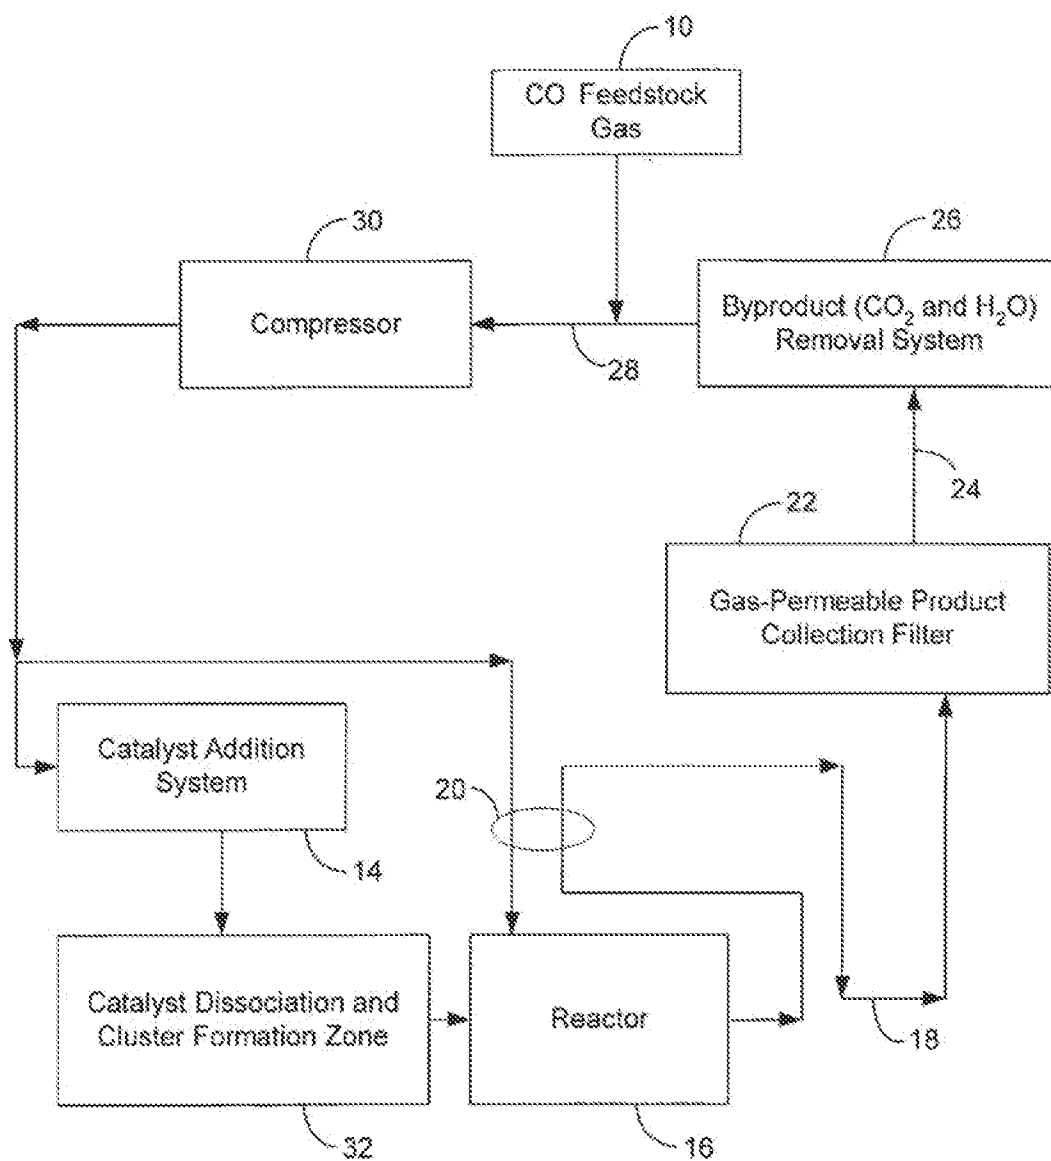 10
CO Feedstock
Gas
30
26
Compressor
Byproduct (CO₂ and H₂O)
Removal System
28
24
22
Gas-Permeable Product
Collection Filter
Catalyst Addition
System
20
14
Catalyst Dissociation and
Cluster Formation Zone
Reactor
18
32
16